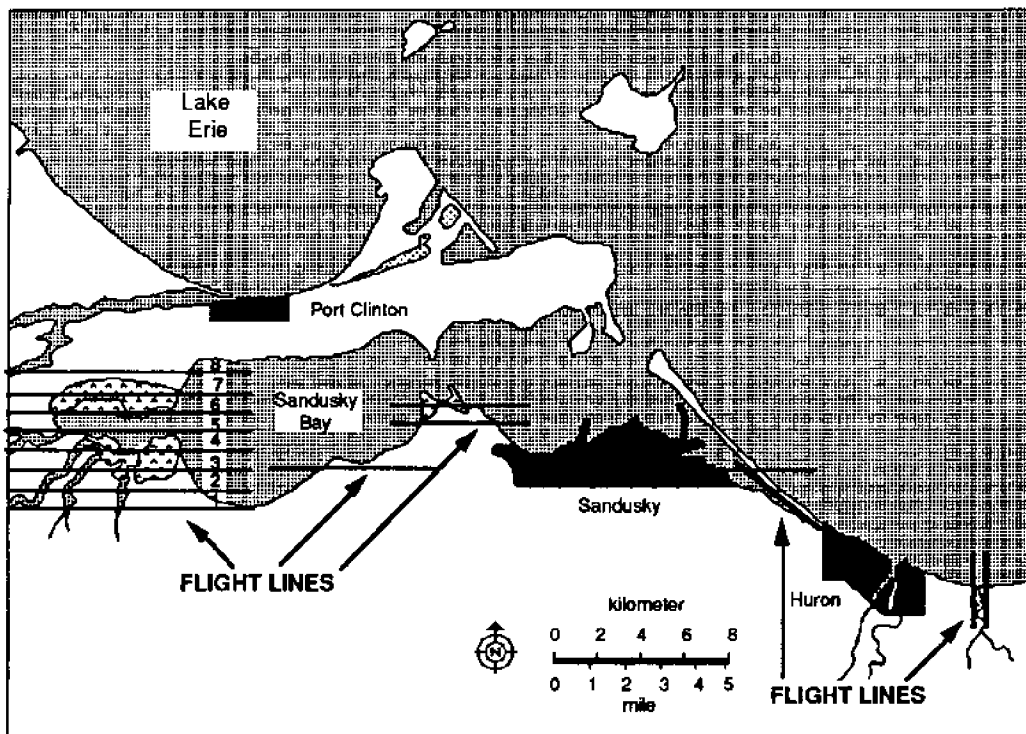 Lake
Erie
Port Clinton
8
7
6
5
4
3
2
1
Sandusky
Bay
Sandusky
FLIGHT LINES
Huron
kilometer
0 2 4 6 8
0 1 2 3 4 5
mile
N
FLIGHT LINES